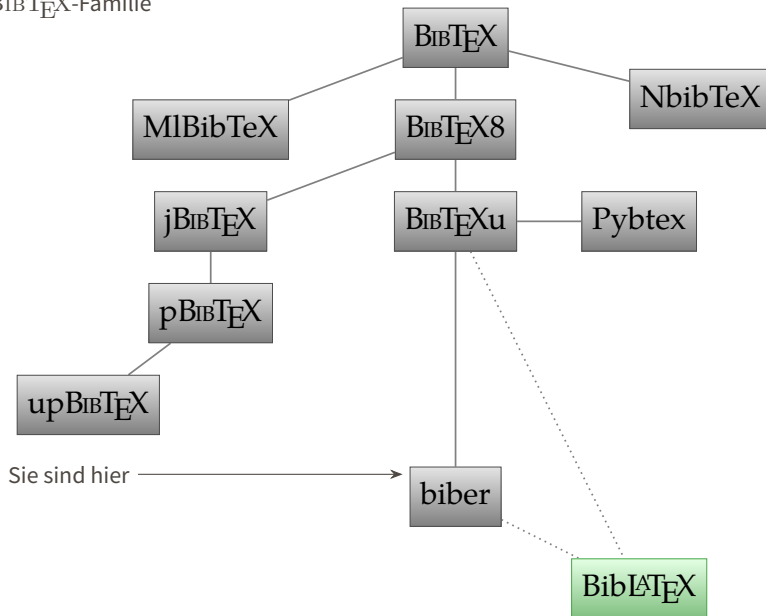 BIBTEX-Familie
BIBTEX
MlBibTeX
BIBTEX8
NbibTeX
jBIBTEX
BIBTEXu
Pybtex
pBIBTEX
upBIBTEX
Sie sind hier
biber
BibLATEX